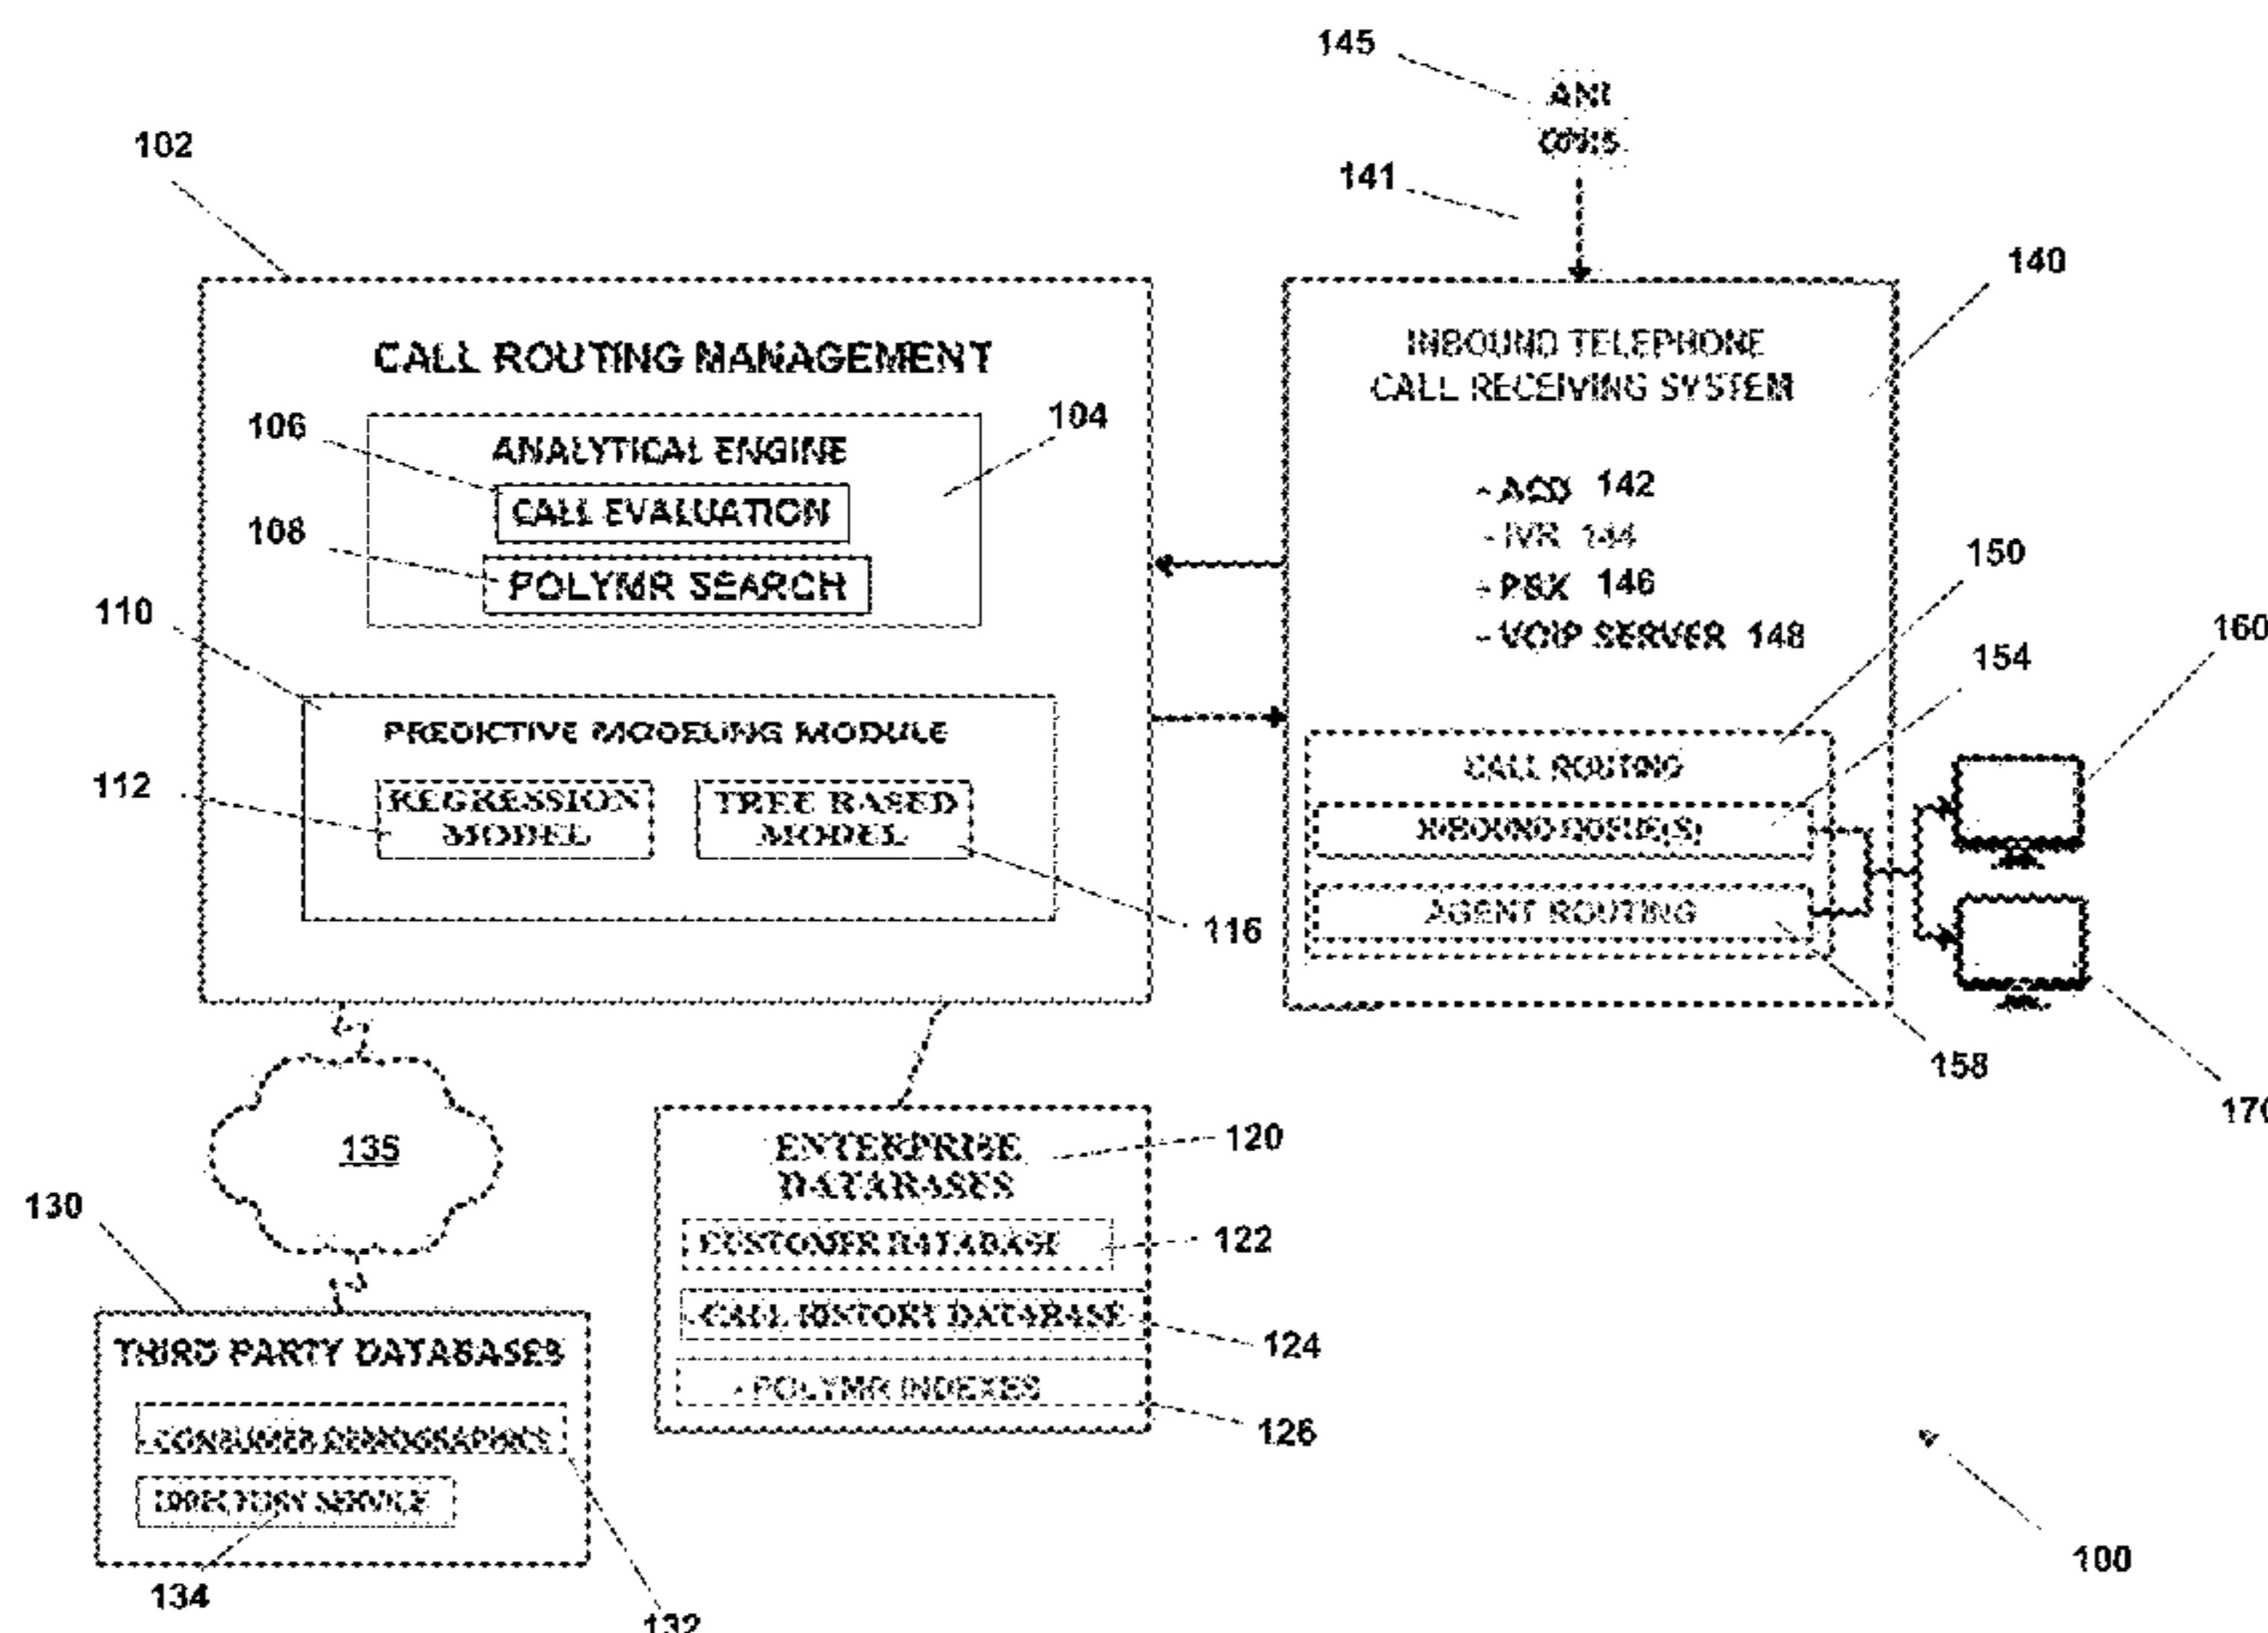 145
ANI
102
141
140
CALL ROUTING MANAGEMENT
INBOUND TELEPHONE
CALL RECEIVING SYSTEM
106
104
ANALYTICAL ENGINE
CALL EVALUATION
108
POLYMR SEARCH
- ACD 142
- IVR 144
- PBX 146
- VOIP SERVER 148
150
154
160
110
PREDICTIVE MODELING MODULE
112
REGRESSION
MODEL
TREE BASED
MODEL
116
CALL ROUTING
INBOUND QUEUE(S)
AGENT ROUTING
158
170
135
130
THIRD PARTY DATABASES
- CONSUMER DEMOGRAPHICS
DIRECTORY SERVICE
134
132
ENTERPRISE
DATABASES
120
CUSTOMER DATABASE
122
- CALL HISTORY DATABASE
124
- POLYMR INDEXES
126
100